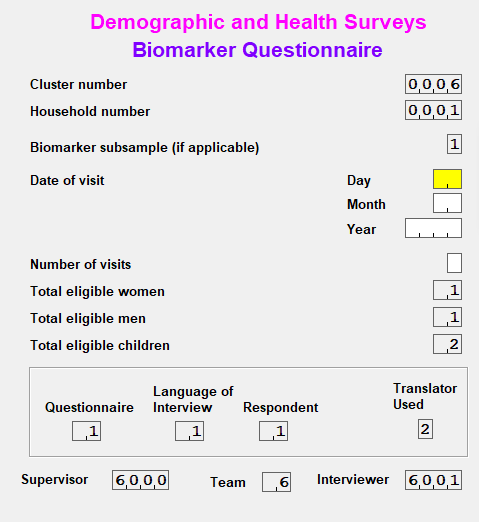 Demographic and Health Surveys
Biomarker Questionnaire
Cluster number 0006
Household number 0001
Biomarker subsample (if applicable) 1
Date of visit Day
Month
Year
Number of visits
Total eligible women 1
Total eligible men 1
Total eligible children 2
Questionnaire Language of Interview Respondent Translator Used
1 1 1 2
Supervisor 6000 Team 6 Interviewer 6001